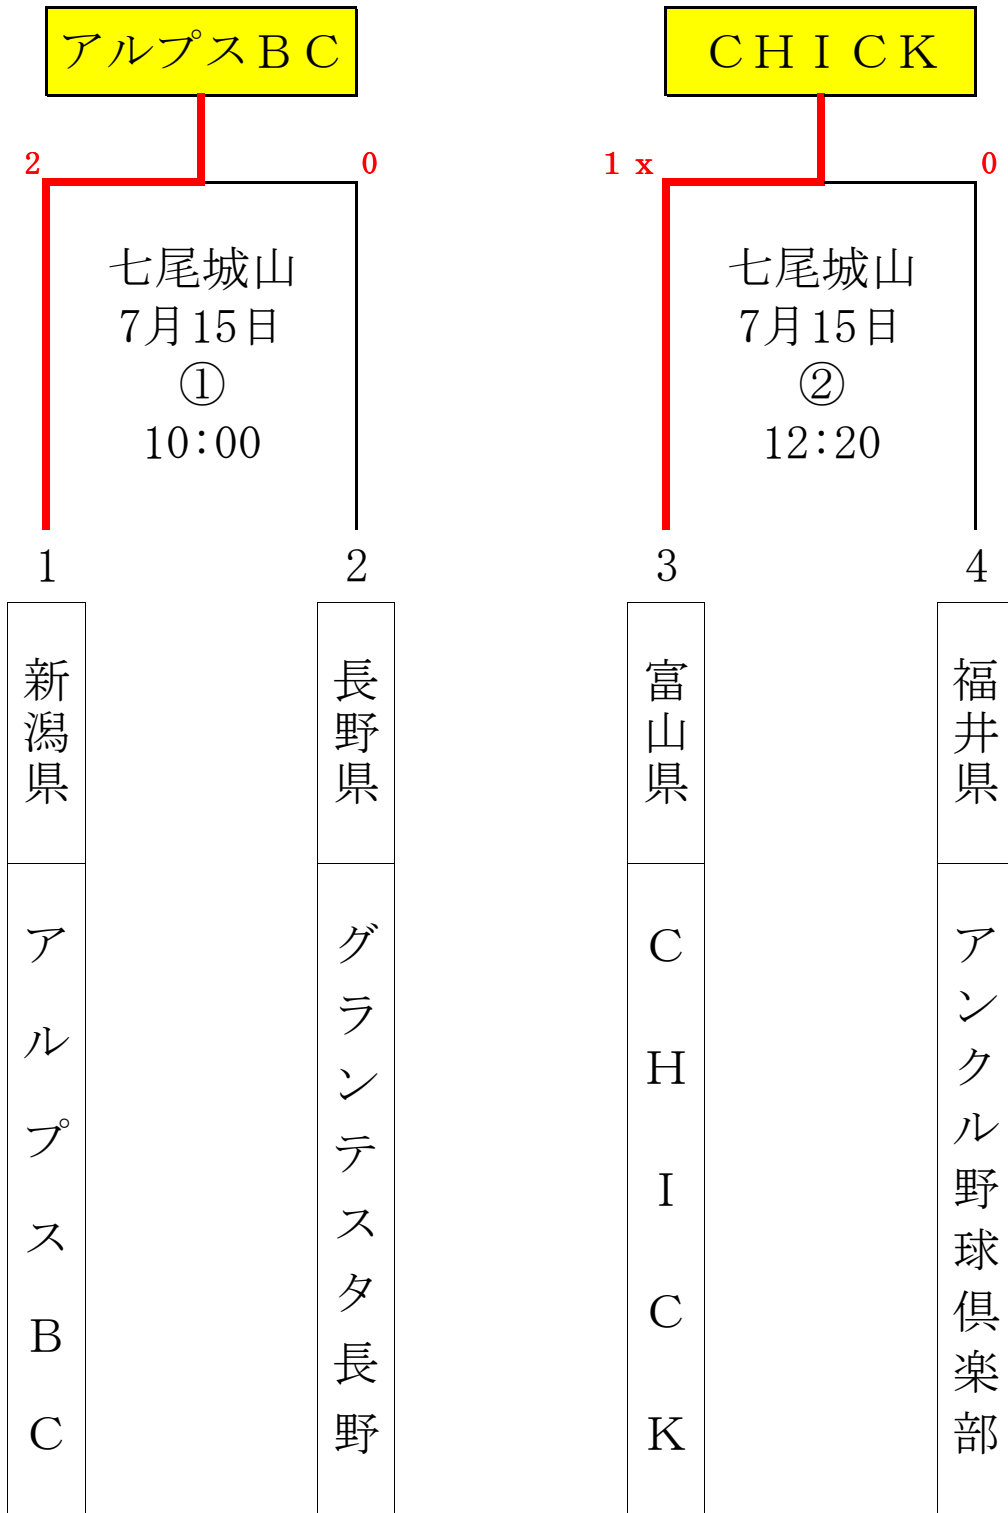 アルプスＢＣ
ＣＨＩＣＫ
2
0
1x
0
七尾城山
7月15日
①
10:00
七尾城山
7月15日
②
12:20
1
2
3
4
新潟県
長野県
富山県
福井県
アルプスＢＣ
グランテスタ長野
ＣＨＩＣＫ
アンクル野球倶楽部